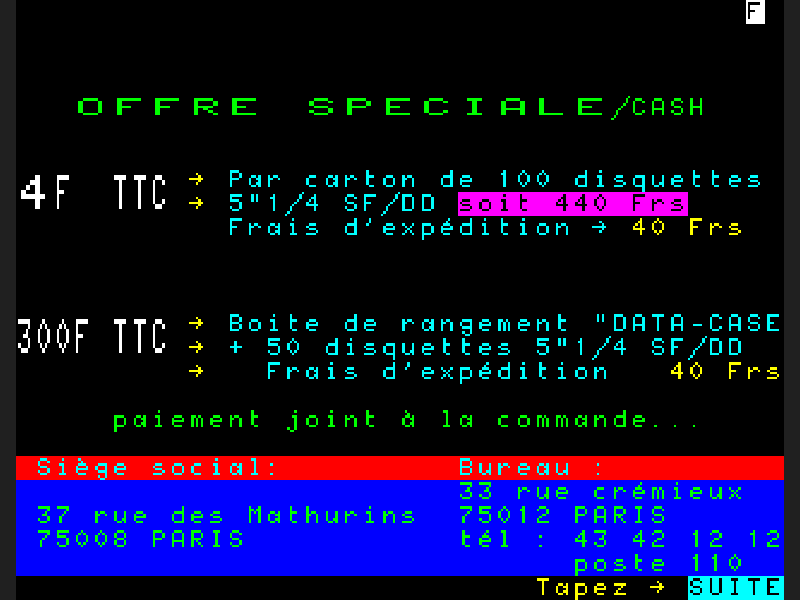 F
OFFRE SPECIALE/CASH
4F TTC → Par carton de 100 disquettes
→ 5"1/4 SF/DD soit 440 Frs
Frais d'expédition → 40 Frs
300F TTC → Boite de rangement "DATA-CASE
→ + 50 disquettes 5"1/4 SF/DD
→ Frais d'expédition 40 Frs
paiement joint à la commande...
Siège social: Bureau :
33 rue crémieux
37 rue des Mathurins 75012 PARIS
75008 PARIS tél : 43 42 12 12
poste 110
Tapez → SUITE